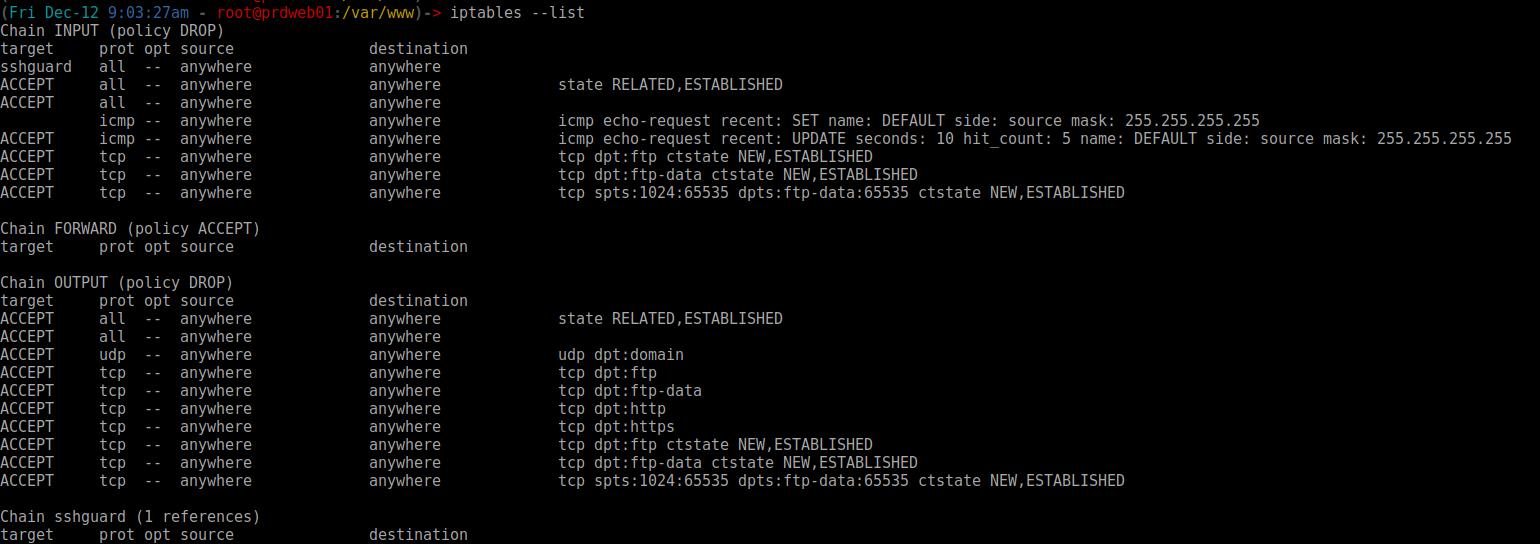 (Fri Dec-12 9:03:27am - root@prdweb01:/var/www)-> iptables --list
Chain INPUT (policy DROP)
target     prot opt source               destination
sshguard   all  --  anywhere             anywhere
ACCEPT     all  --  anywhere             anywhere             state RELATED,ESTABLISHED
ACCEPT     all  --  anywhere             anywhere
           icmp --  anywhere             anywhere             icmp echo-request recent: SET name: DEFAULT side: source mask: 255.255.255.255
ACCEPT     icmp --  anywhere             anywhere             icmp echo-request recent: UPDATE seconds: 10 hit_count: 5 name: DEFAULT side: source mask: 255.255.255.255
ACCEPT     tcp  --  anywhere             anywhere             tcp dpt:ftp ctstate NEW,ESTABLISHED
ACCEPT     tcp  --  anywhere             anywhere             tcp dpt:ftp-data ctstate NEW,ESTABLISHED
ACCEPT     tcp  --  anywhere             anywhere             tcp spts:1024:65535 dpts:ftp-data:65535 ctstate NEW,ESTABLISHED
Chain FORWARD (policy ACCEPT)
target     prot opt source               destination
Chain OUTPUT (policy DROP)
target     prot opt source               destination
ACCEPT     all  --  anywhere             anywhere             state RELATED,ESTABLISHED
ACCEPT     all  --  anywhere             anywhere
ACCEPT     udp  --  anywhere             anywhere             udp dpt:domain
ACCEPT     tcp  --  anywhere             anywhere             tcp dpt:ftp
ACCEPT     tcp  --  anywhere             anywhere             tcp dpt:ftp-data
ACCEPT     tcp  --  anywhere             anywhere             tcp dpt:http
ACCEPT     tcp  --  anywhere             anywhere             tcp dpt:https
ACCEPT     tcp  --  anywhere             anywhere             tcp dpt:ftp ctstate NEW,ESTABLISHED
ACCEPT     tcp  --  anywhere             anywhere             tcp dpt:ftp-data ctstate NEW,ESTABLISHED
ACCEPT     tcp  --  anywhere             anywhere             tcp spts:1024:65535 dpts:ftp-data:65535 ctstate NEW,ESTABLISHED
Chain sshguard (1 references)
target     prot opt source               destination